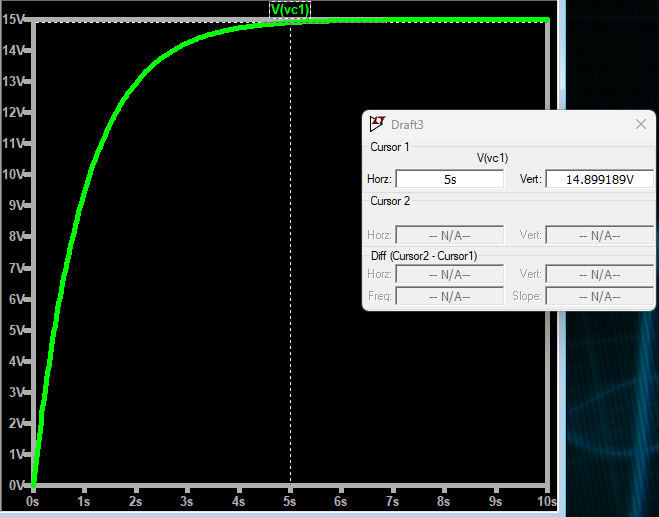 V(vc1)
15V
14V
13V
12V
11V
10V
9V
8V
7V
6V
5V
4V
3V
2V
1V
0V
0s 1s 2s 3s 4s 5s 6s 7s 8s 9s 10s
Draft3
Cursor 1
V(vc1)
Horz: 5s Vert: 14.899189V
Cursor 2
Horz: -- N/A-- Vert: -- N/A--
Diff (Cursor2 - Cursor1)
Horz: -- N/A-- Vert: -- N/A--
Freq: -- N/A-- Slope: -- N/A--